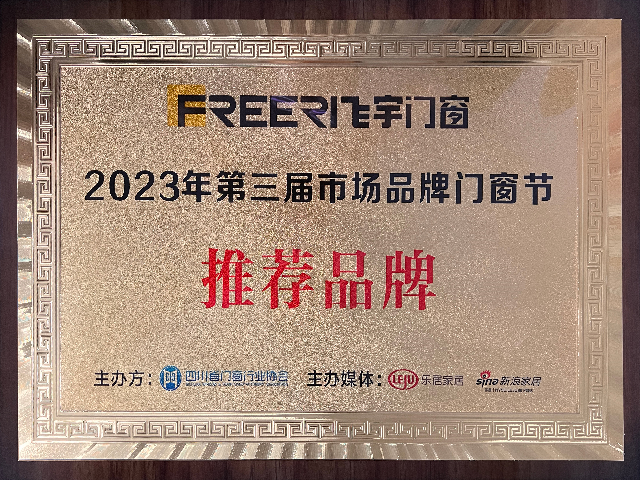 FREERI飞宇门窗
2023年第三届市场品牌门窗节
推荐品牌
主办方： 四川省门窗行业协会 主办媒体： LEJU 乐居家居 sina 新浪家居